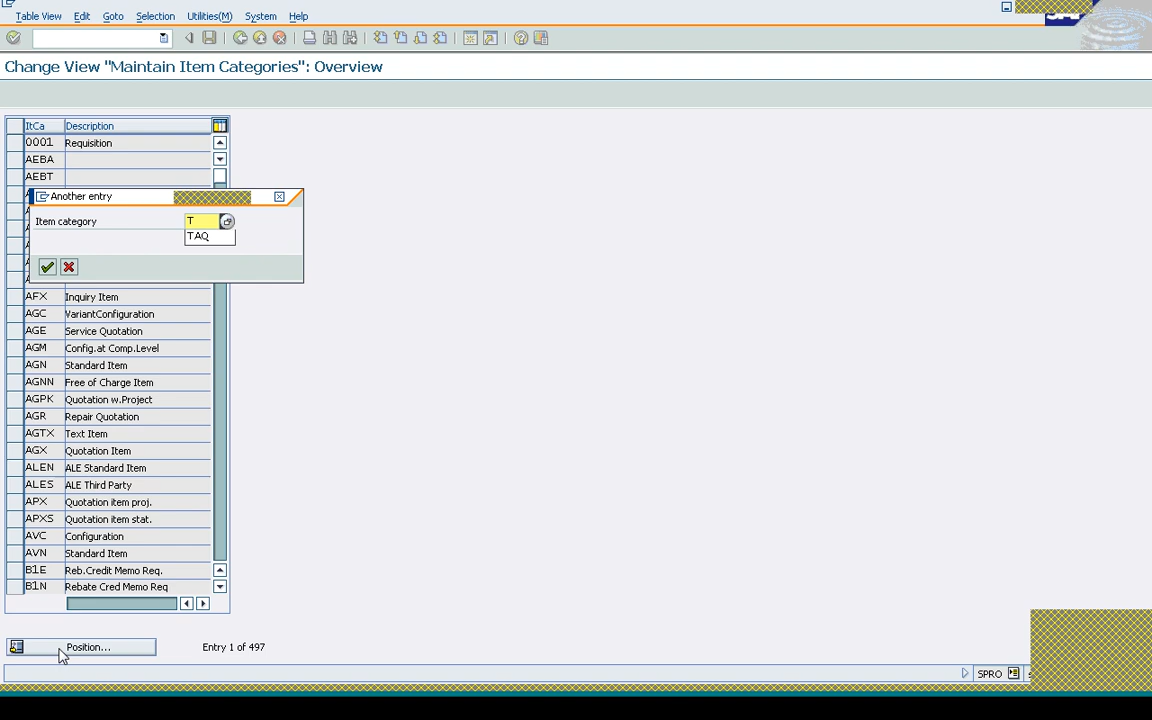 Table View Edit Goto Selection Utilities(M) System Help
Change View "Maintain Item Categories": Overview
ItCa Description
0001 Requisition
AEBA
AEBT
Another entry
Item category T
TAQ
AFX Inquiry Item
AGC VariantConfiguration
AGE Service Quotation
AGM Config.at Comp.Level
AGN Standard Item
AGNN Free of Charge Item
AGPK Quotation w.Project
AGR Repair Quotation
AGTX Text Item
AGX Quotation Item
ALEN ALE Standard Item
ALES ALE Third Party
APX Quotation item proj.
APXS Quotation item stat.
AVC Configuration
AVN Standard Item
B1E Reb.Credit Memo Req.
B1N Rebate Cred Memo Req
Position... Entry 1 of 497
SPRO